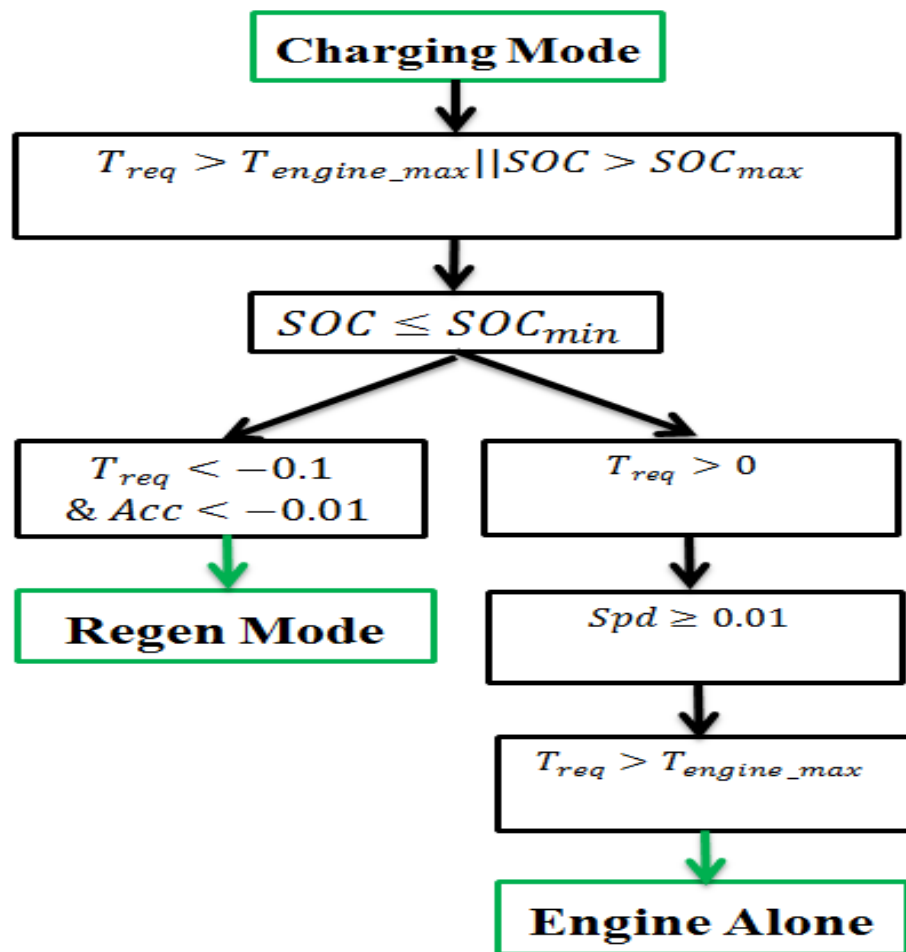 Charging Mode
T_req > T_engine_max||SOC > SOC_max
SOC ≤ SOC_min
T_req < −0.1
& Acc < −0.01
T_req > 0
Regen Mode
Spd ≥ 0.01
T_req > T_engine_max
Engine Alone